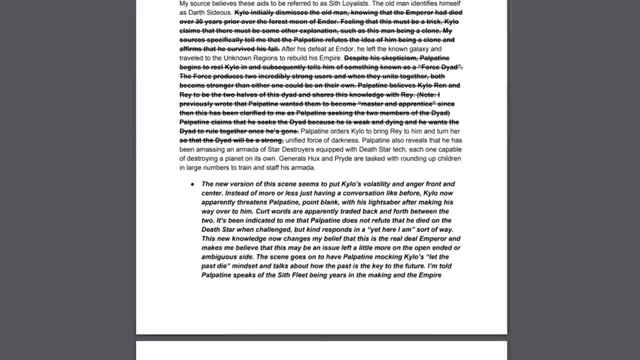 My source believes these aids to be referred to as Sith Loyalists. The old man identifies himself
as Darth Sideous. Kylo initially dismisses the old man, knowing that the Emperor had died
over 30 years prior over the forest moon of Endor. Feeling that this must be a trick, Kylo
claims that there must be some other explanation, such as this man being a clone. My
sources specifically tell me that the Palpatine refutes the idea of him being a clone and
affirms that he survived his fall. After his defeat at Endor, he left the known galaxy and
traveled to the Unknown Regions to rebuild his Empire. Despite his skepticism, Palpatine
begins to reel Kylo in and subsequently tells him of something known as a "Force Dyad".
The Force produces two incredibly strong users and when they unite together, both
become stronger than either one could be on their own. Palpatine believes Kylo Ren and
Rey to be the two halves of this dyad and shares this knowledge with Rey. (Note: I
previously wrote that Palpatine wanted them to become "master and apprentice" since
then this has been clarified to me as Palpatine seeking the two members of the Dyad)
Palpatine claims that he seeks the Dyad because he is weak and dying and he wants the
Dyad to rule together once he's gone. Palpatine orders Kylo to bring Rey to him and turn her
so that the Dyad will be a strong, unified force of darkness. Palpatine also reveals that he has
been amassing an armada of Star Destroyers equipped with Death Star tech, each one capable
of destroying a planet on its own. Generals Hux and Pryde are tasked with rounding up children
in large numbers to train and staff his armada.
● The new version of this scene seems to put Kylo's volatility and anger front and
center. Instead of more or less just having a conversation like before, Kylo now
apparently threatens Palpatine, point blank, with his lightsaber after making his
way over to him. Curt words are apparently traded back and forth between the
two. It's been indicated to me that Palpatine does not refute that he died on the
Death Star when challenged, but kind responds in a "yet here I am" sort of way.
This new knowledge now changes my belief that this is the real deal Emperor and
makes me believe that this may be an issue left a little more on the open ended or
ambiguous side. The scene goes on to have Palpatine mocking Kylo's "let the
past die" mindset and talks about how the past is the key to the future. I'm told
Palpatine speaks of the Sith Fleet being years in the making and the Empire